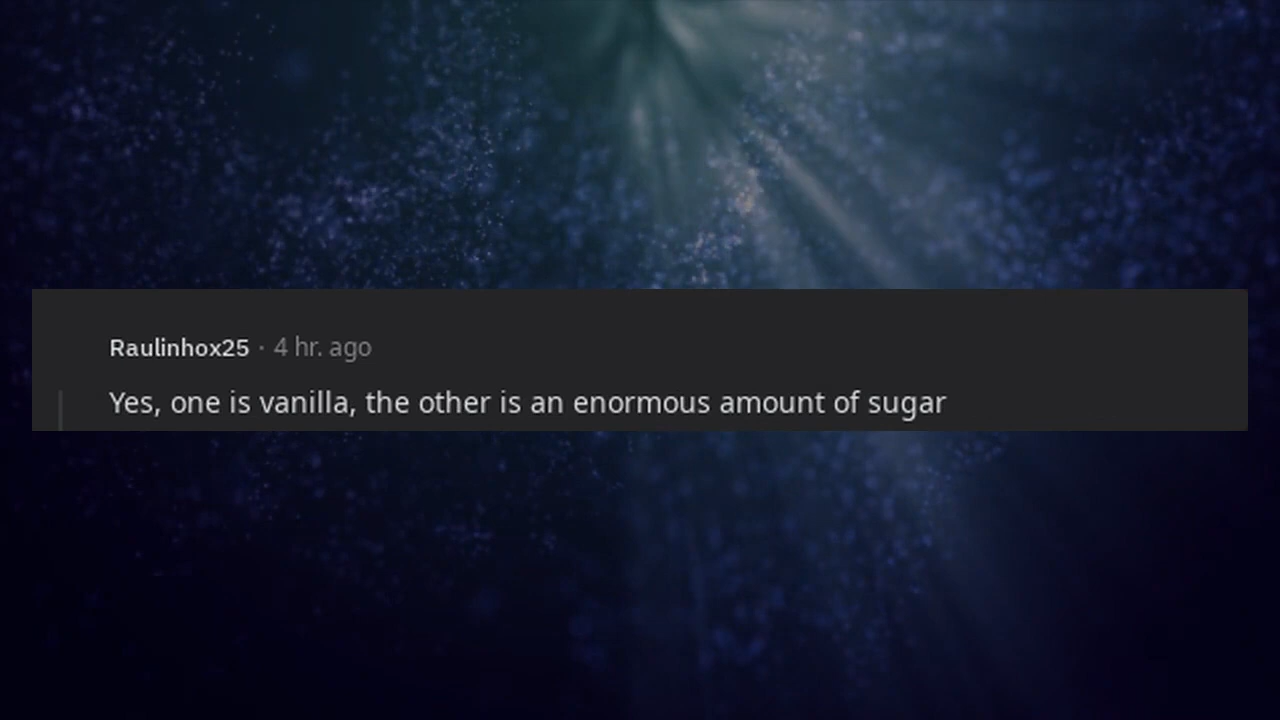 Raulinhox25 · 4 hr. ago
Yes, one is vanilla, the other is an enormous amount of sugar